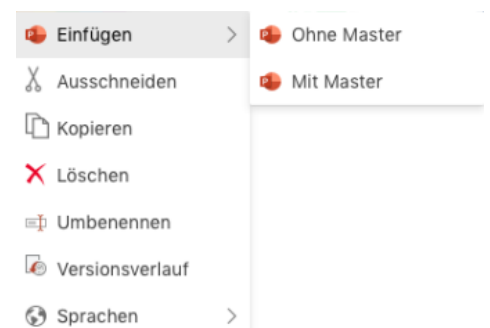 Einfügen
Ohne Master
Ausschneiden
Mit Master
Kopieren
Löschen
Umbenennen
Versionsverlauf
Sprachen